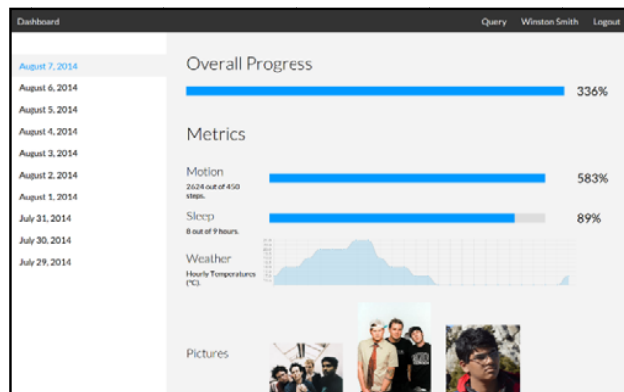 Dashboard Query Winston Smith Logout
August 7, 2014
August 6, 2014
August 5, 2014
August 4, 2014
August 3, 2014
August 2, 2014
August 1, 2014
July 31, 2014
July 30, 2014
July 29, 2014
Overall Progress
336%
Metrics
Motion
2624 out of 450
steps.
583%
Sleep
8 out of 9 hours.
89%
Weather
Hourly Temperatures
(°C).
Pictures